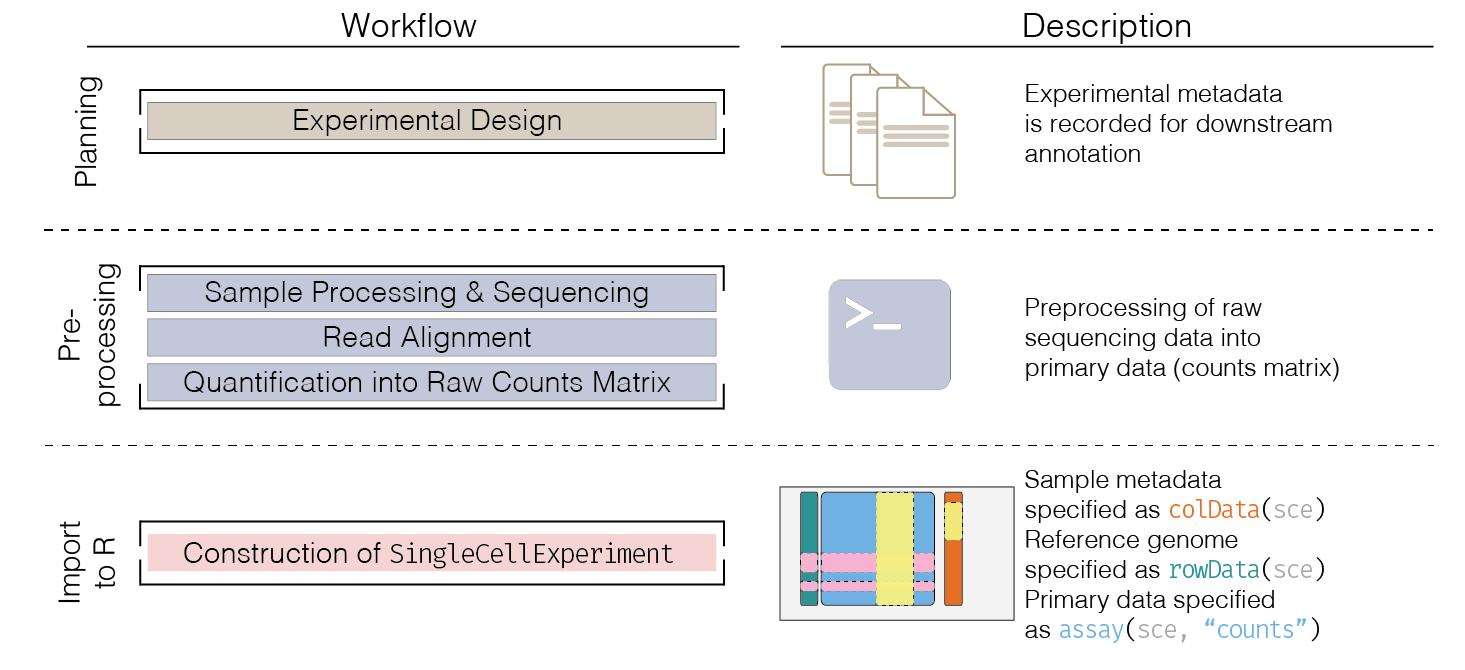 Workflow
Description
Planning
Experimental Design
Experimental metadata
is recorded for downstream
annotation
Pre-
processing
Sample Processing & Sequencing
Read Alignment
Quantification into Raw Counts Matrix
>_
Preprocessing of raw
sequencing data into
primary data (counts matrix)
Import
to R
Construction of SingleCellExperiment
Sample metadata
specified as colData(sce)
Reference genome
specified as rowData(sce)
Primary data specified
as assay(sce, “counts”)